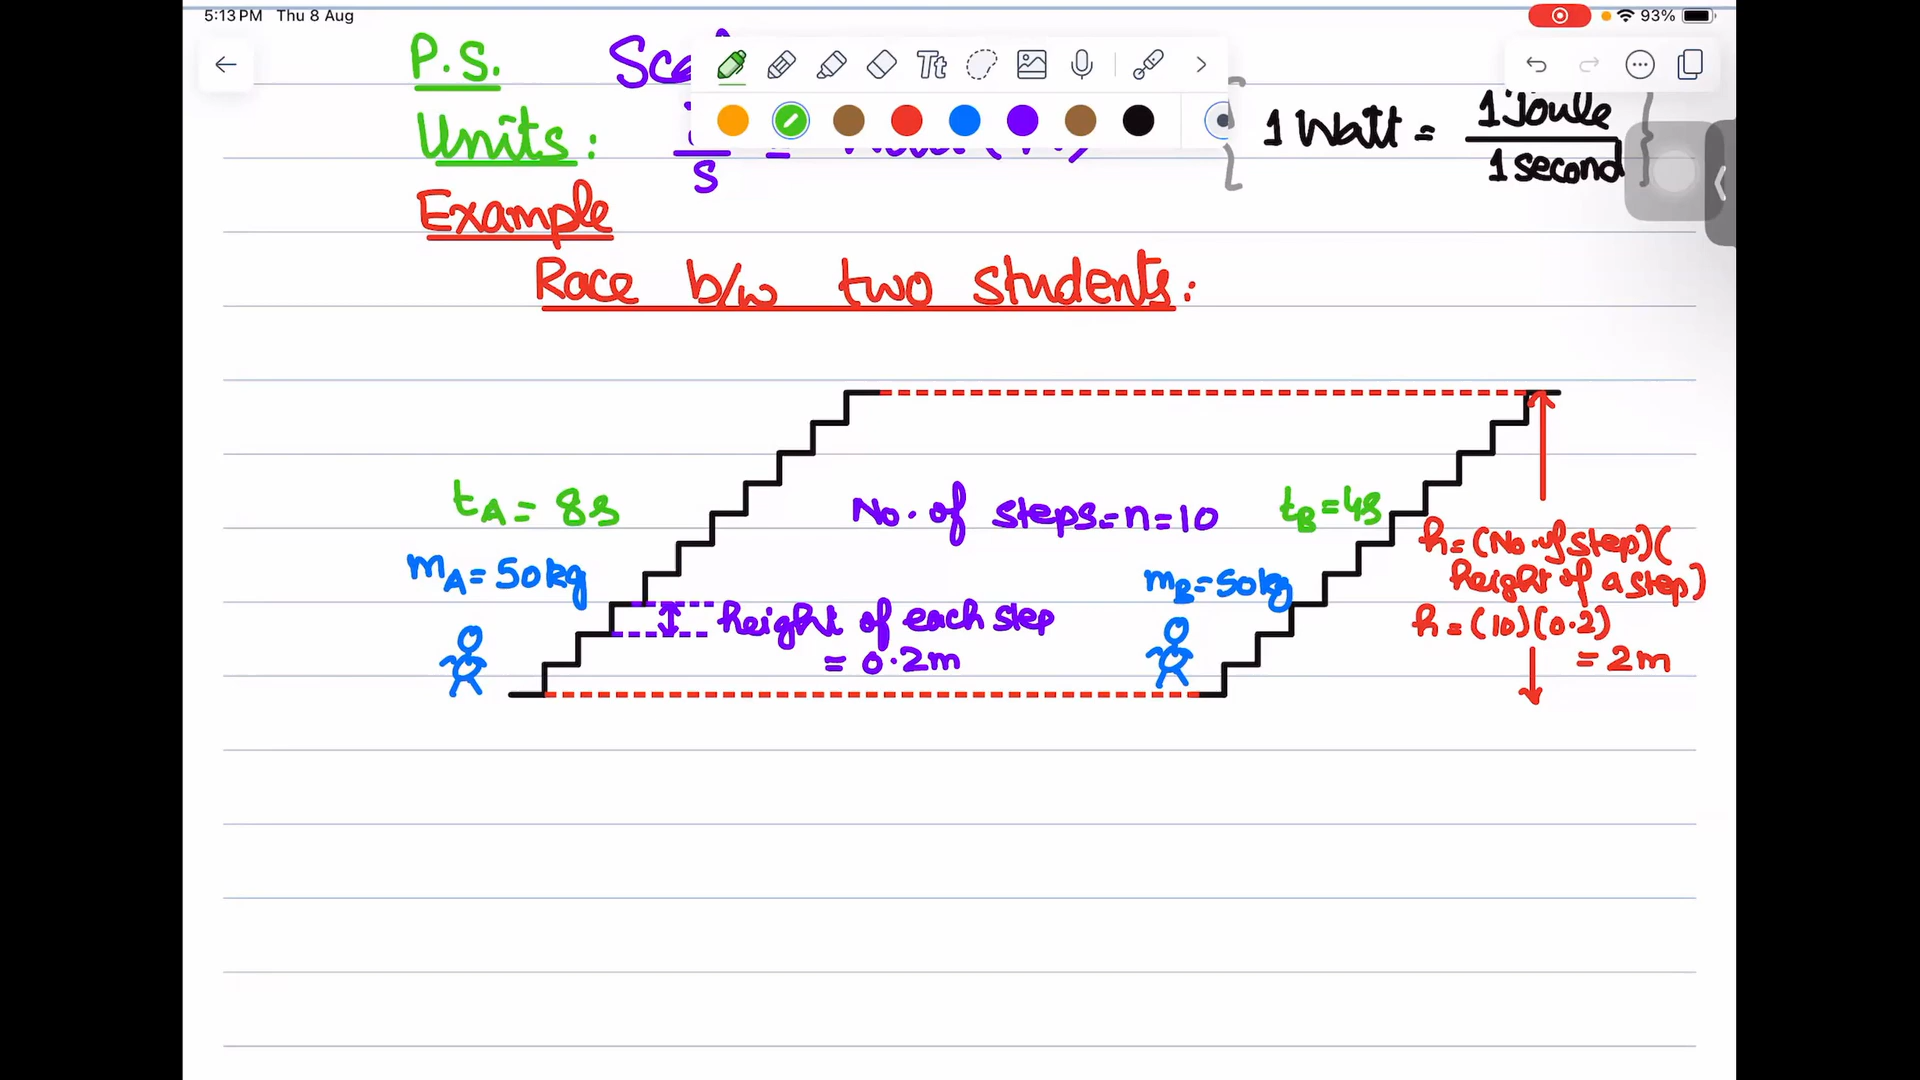 5:13 PM Thu 8 Aug
93%
P.S.
Units:
s
1 Watt = 1 Joule
1 second
Example
Race b/w two students:
tA = 8s
mA = 50kg
No. of steps = n = 10
height of each step
= 0.2m
tB = 4s
mB = 50kg
h = (No. of step)(
height of a step)
h = (10)(0.2)
= 2m
Tt